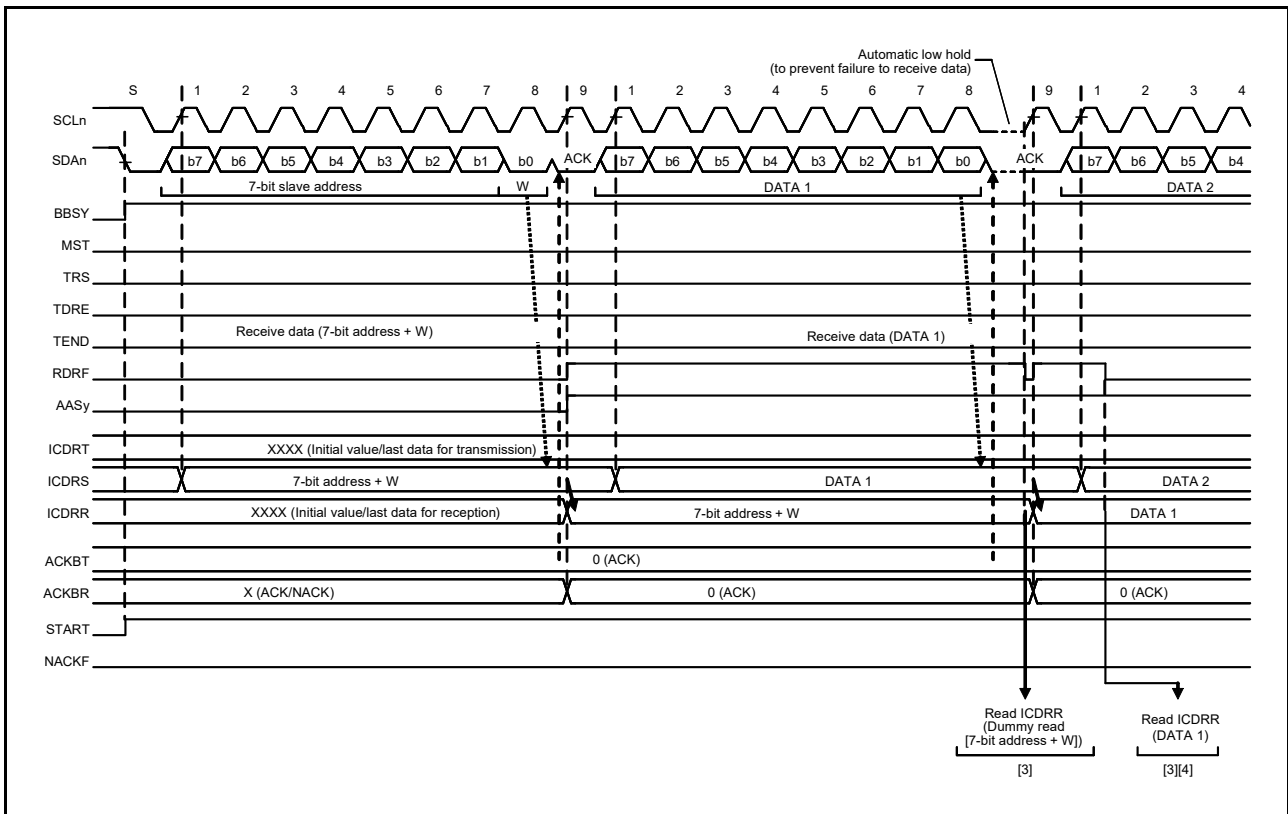 Automatic low hold
(to prevent failure to receive data)
S 1 2 3 4 5 6 7 8 9 1 2 3 4 5 6 7 8 9 1 2 3 4
SCLn
SDAn b7 b6 b5 b4 b3 b2 b1 b0 ACK b7 b6 b5 b4 b3 b2 b1 b0 ACK b7 b6 b5 b4
7-bit slave address W DATA 1 DATA 2
BBSY
MST
TRS
TDRE
Receive data (7-bit address + W) Receive data (DATA 1)
TEND
RDRF
AASy
ICDRT XXXX (Initial value/last data for transmission)
ICDRS 7-bit address + W DATA 1 DATA 2
ICDRR XXXX (Initial value/last data for reception) 7-bit address + W DATA 1
ACKBT 0 (ACK)
ACKBR X (ACK/NACK) 0 (ACK) 0 (ACK)
START
NACKF
Read ICDRR
(Dummy read
[7-bit address + W])
[3]
Read ICDRR
(DATA 1)
[3][4]